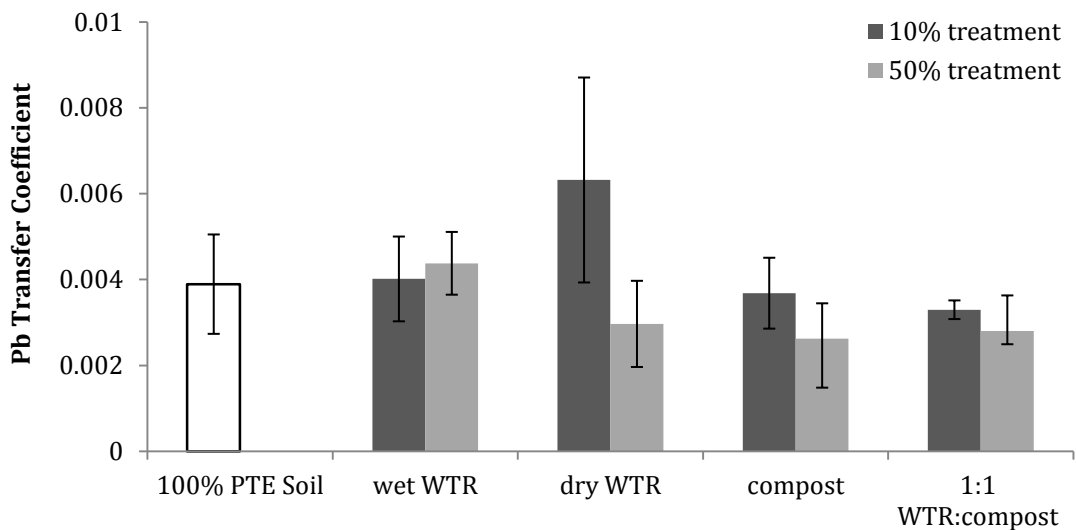 0.01
0.008
0.006
0.004
0.002
0
Pb Transfer Coefficient
10% treatment
50% treatment
100% PTE Soil
wet WTR
dry WTR
compost
1:1
WTR:compost